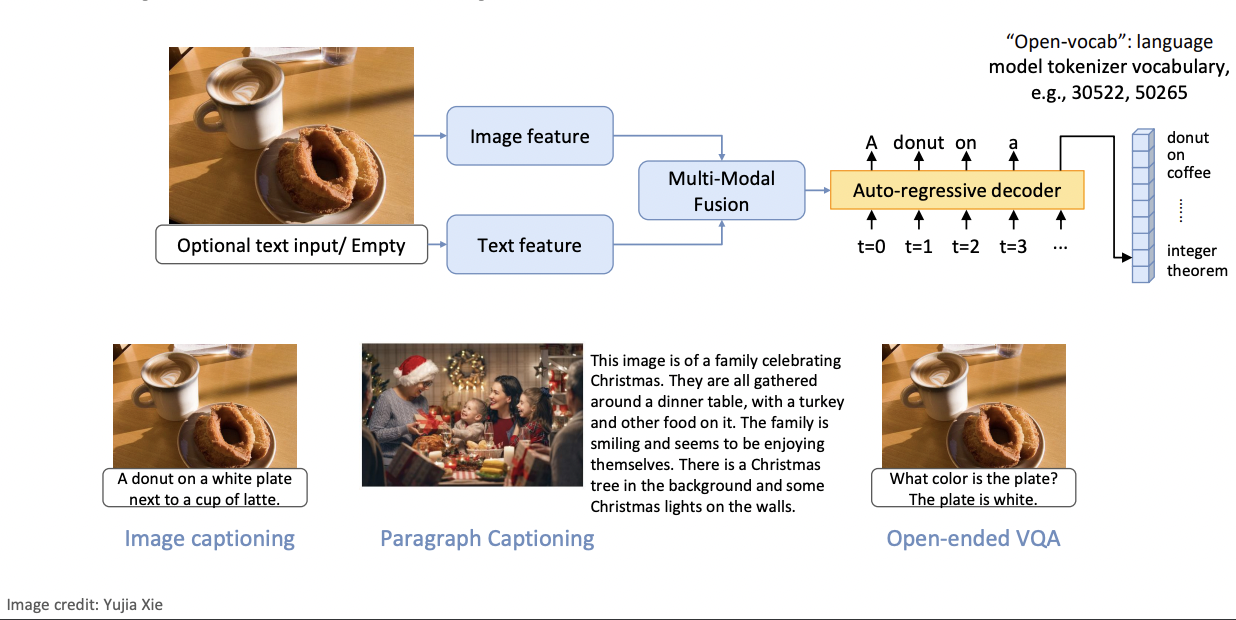 “Open-vocab”: language
model tokenizer vocabulary,
e.g., 30522, 50265
Image feature
Optional text input/ Empty
Text feature
Multi-Modal
Fusion
A donut on a
Auto-regressive decoder
t=0 t=1 t=2 t=3 ...
donut
on
coffee
......
integer
theorem
A donut on a white plate
next to a cup of latte.
Image captioning
This image is of a family celebrating
Christmas. They are all gathered
around a dinner table, with a turkey
and other food on it. The family is
smiling and seems to be enjoying
themselves. There is a Christmas
tree in the background and some
Christmas lights on the walls.
Paragraph Captioning
What color is the plate?
The plate is white.
Open-ended VQA
Image credit: Yujia Xie